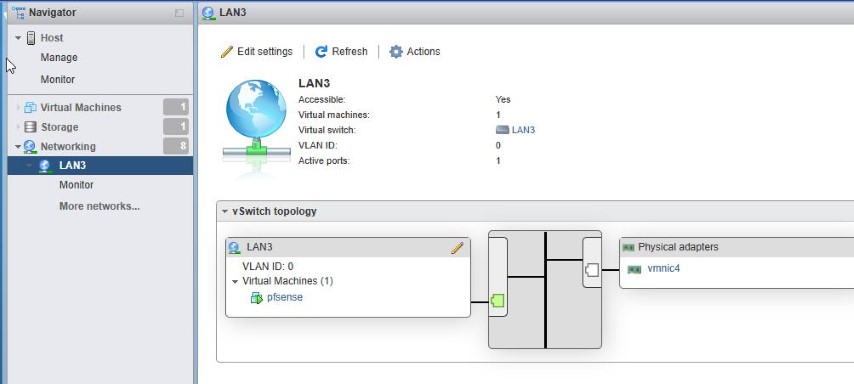 Navigator
LAN3
Host
Manage
Monitor
Virtual Machines 1
Storage 1
Networking 8
LAN3
Monitor
More networks...
Edit settings
Refresh
Actions
LAN3
Accessible: Yes
Virtual machines: 1
Virtual switch: LAN3
VLAN ID: 0
Active ports: 1
vSwitch topology
LAN3
VLAN ID: 0
Virtual Machines (1)
pfsense
Physical adapters
vmnic4